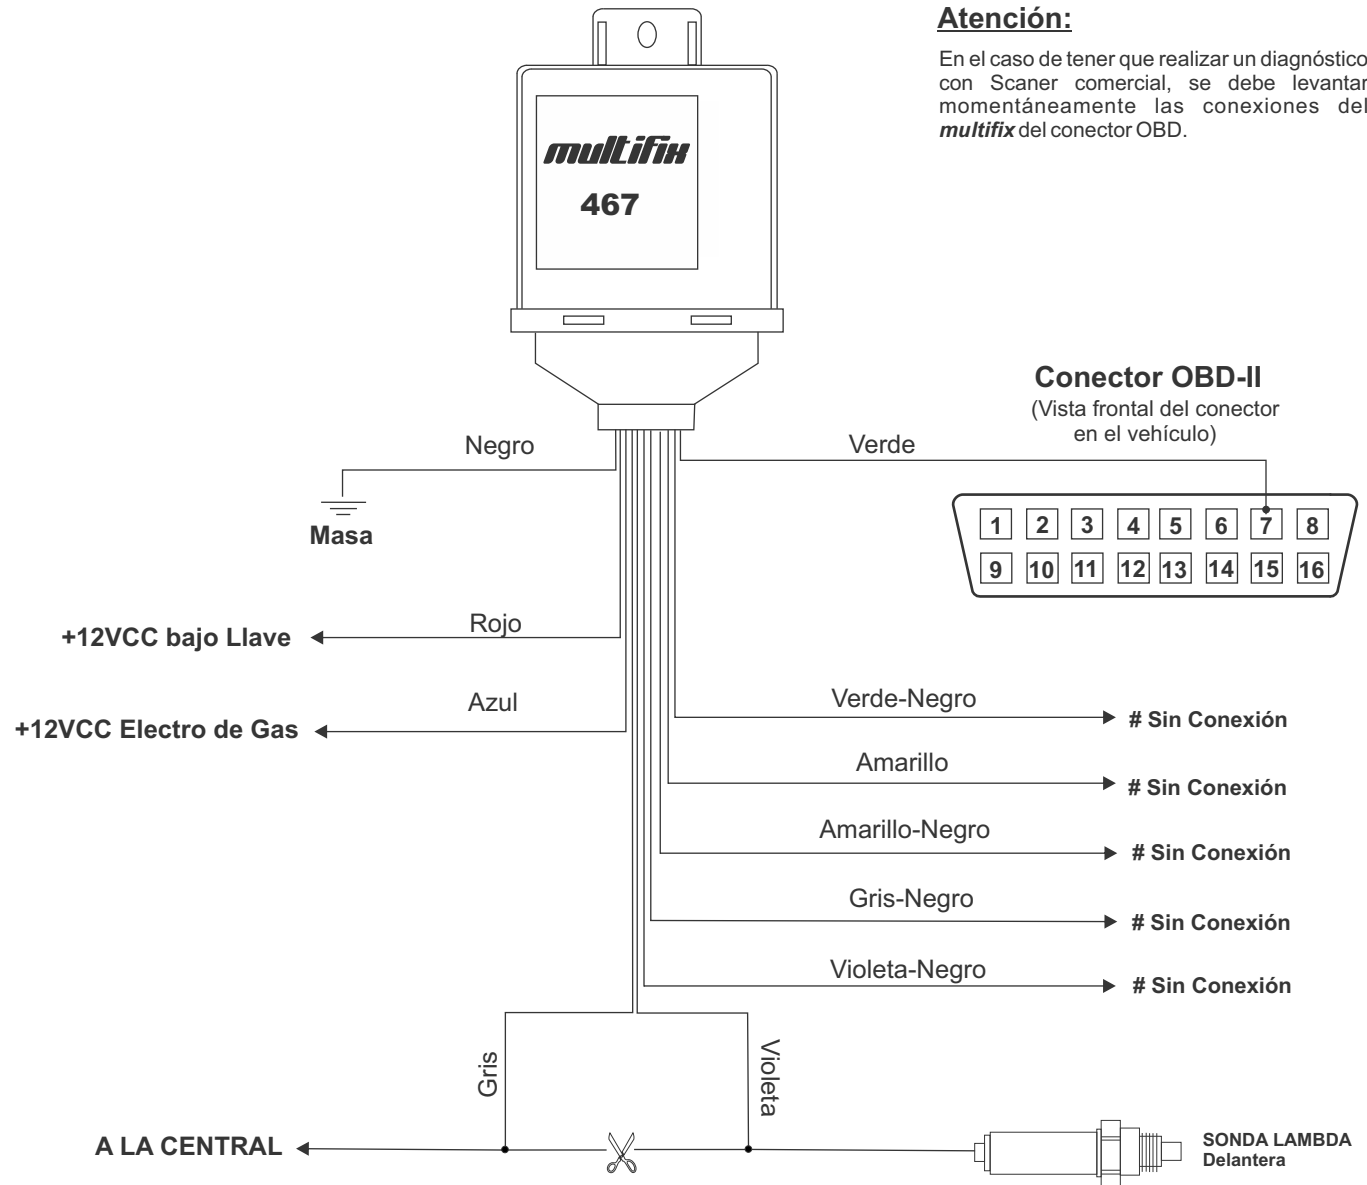 Atención:
En el caso de tener que realizar un diagnóstico
con Scaner comercial, se debe levantar
momentáneamente las conexiones del
multifix del conector OBD.
multifix
467
Conector OBD-II
(Vista frontal del conector
en el vehículo)
Negro
Verde
Masa
1 2 3 4 5 6 7 8
9 10 11 12 13 14 15 16
+12VCC bajo Llave
Rojo
+12VCC Electro de Gas
Azul
Verde-Negro
# Sin Conexión
Amarillo
# Sin Conexión
Amarillo-Negro
# Sin Conexión
Gris-Negro
# Sin Conexión
Violeta-Negro
# Sin Conexión
Gris
Violeta
A LA CENTRAL
SONDA LAMBDA
Delantera